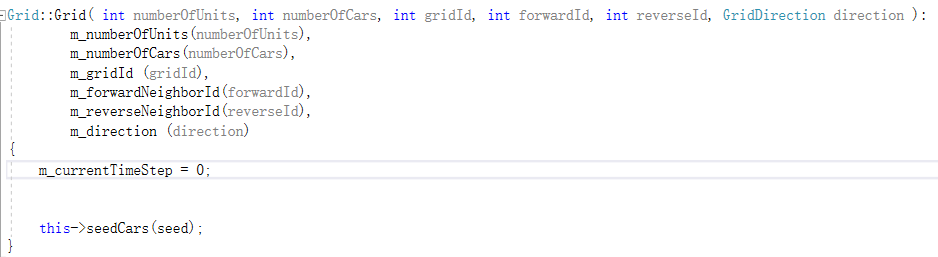 Grid::Grid( int numberOfUnits, int numberOfCars, int gridId, int forwardId, int reverseId, GridDirection direction ):
m_numberOfUnits(numberOfUnits),
m_numberOfCars(numberOfCars),
m_gridId (gridId),
m_forwardNeighborId(forwardId),
m_reverseNeighborId(reverseId),
m_direction (direction)
{
m_currentTimeStep = 0;
this->seedCars(seed);
}